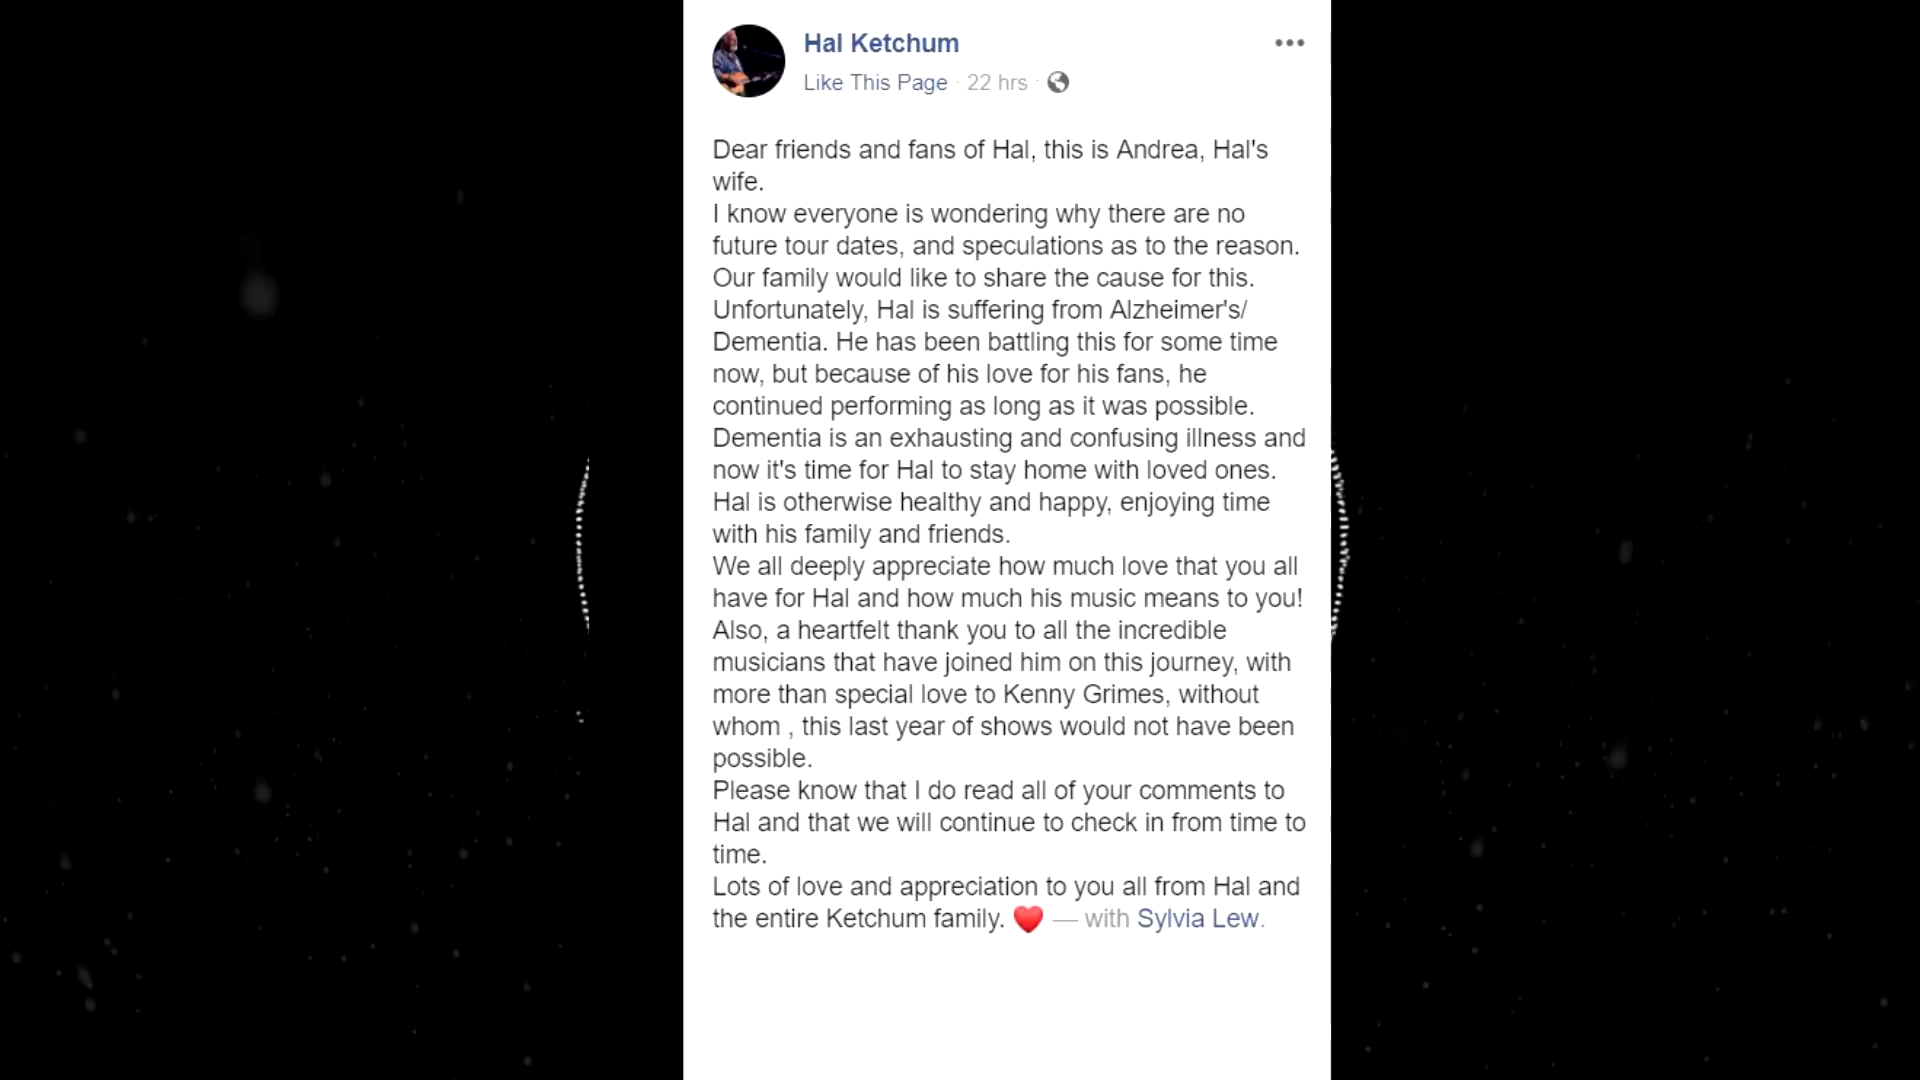 Hal Ketchum
Like This Page · 22 hrs ·
Dear friends and fans of Hal, this is Andrea, Hal's
wife.
I know everyone is wondering why there are no
future tour dates, and speculations as to the reason.
Our family would like to share the cause for this.
Unfortunately, Hal is suffering from Alzheimer's/
Dementia. He has been battling this for some time
now, but because of his love for his fans, he
continued performing as long as it was possible.
Dementia is an exhausting and confusing illness and
now it's time for Hal to stay home with loved ones.
Hal is otherwise healthy and happy, enjoying time
with his family and friends.
We all deeply appreciate how much love that you all
have for Hal and how much his music means to you!
Also, a heartfelt thank you to all the incredible
musicians that have joined him on this journey, with
more than special love to Kenny Grimes, without
whom , this last year of shows would not have been
possible.
Please know that I do read all of your comments to
Hal and that we will continue to check in from time to
time.
Lots of love and appreciation to you all from Hal and
the entire Ketchum family. ❤️ — with Sylvia Lew.